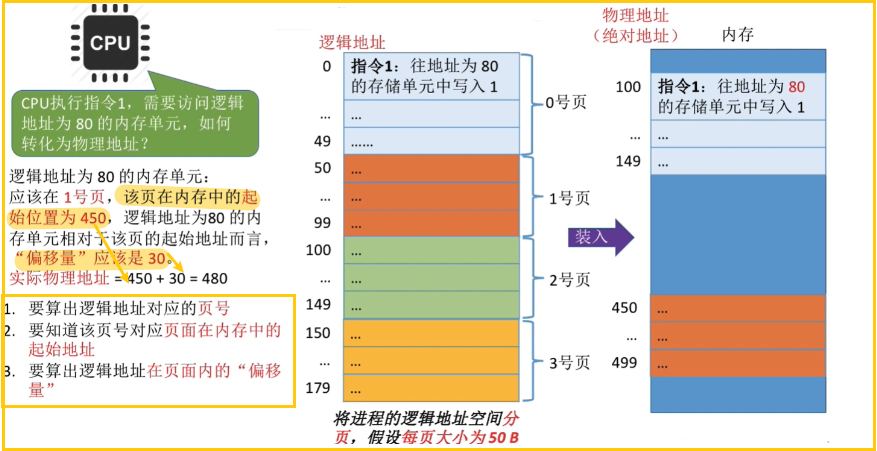 CPU
CPU执行指令1，需要访问逻辑
地址为 80 的内存单元，如何
转化为物理地址？
逻辑地址为 80 的内存单元：
应该在 1号页，该页在内存中的起
始位置为 450，逻辑地址为80 的内
存单元相对于该页的起始地址而言，
“偏移量”应该是 30。
实际物理地址 = 450 + 30 = 480
1. 要算出逻辑地址对应的页号
2. 要知道该页号对应页面在内存中的
起始地址
3. 要算出逻辑地址在页面内的“偏移
量”
逻辑地址
0
指令1：往地址为 80
的存储单元中写入 1
... ...
49 ......
50 ...
... ...
99 ...
100 ...
... ...
149 ...
150 ...
... ...
179 ...
0号页
1号页
2号页
3号页
将进程的逻辑地址空间分
页，假设每页大小为 50 B
装入
物理地址
（绝对地址）
内存
100
指令1：往地址为 80
的存储单元中写入 1
... ...
149 ...
450 ...
... ...
499 ...